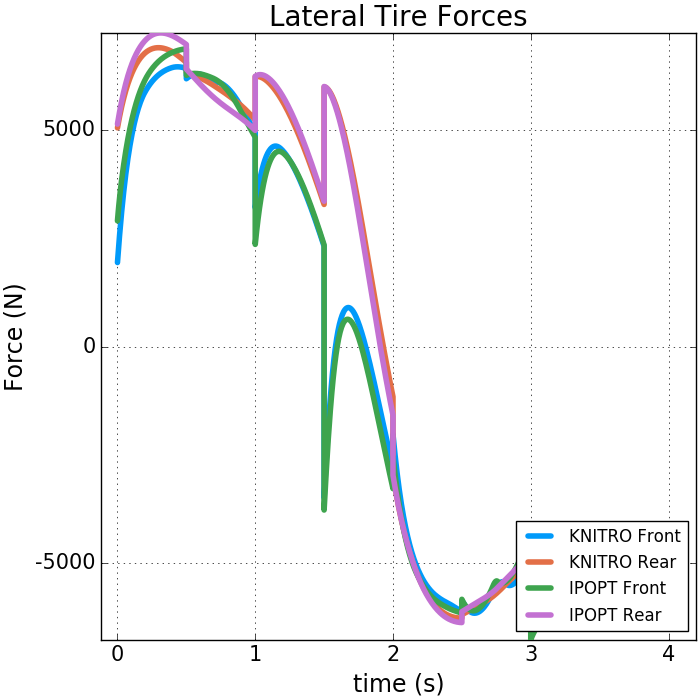 Lateral Tire Forces
5000
0
-5000
Force (N)
KNITRO Front
KNITRO Rear
IPOPT Front
IPOPT Rear
0 1 2 3 4
time (s)